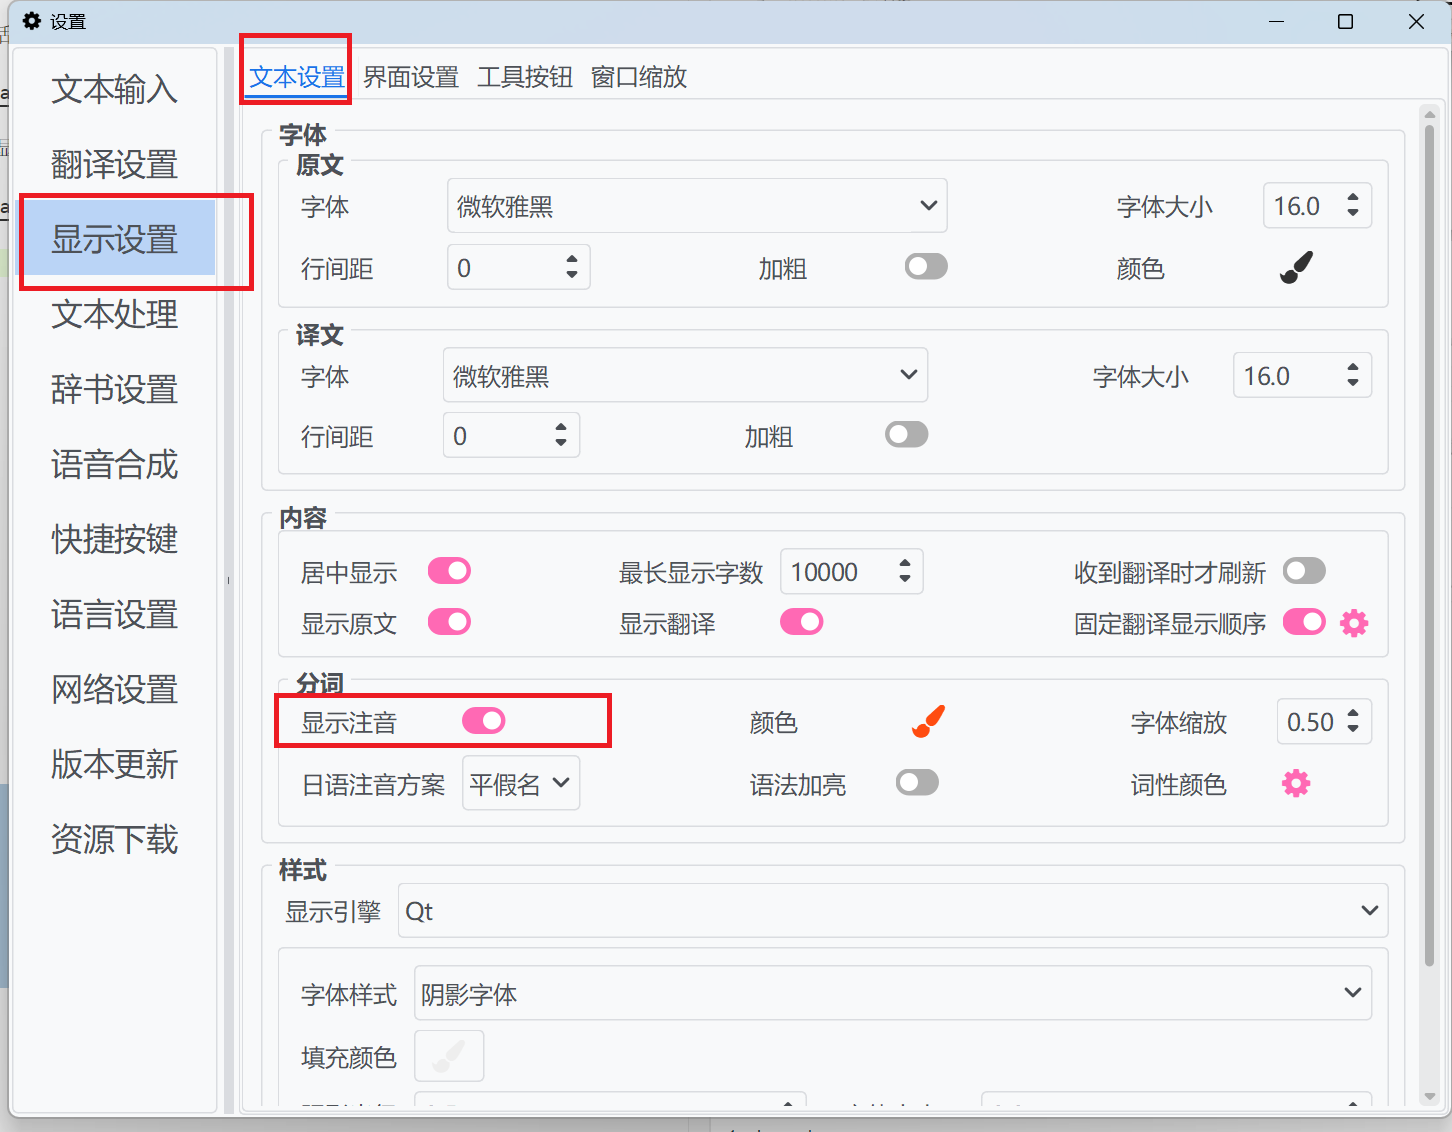 设置
文本输入
翻译设置
显示设置
文本处理
辞书设置
语音合成
快捷按键
语言设置
网络设置
版本更新
资源下载
文本设置 界面设置 工具按钮 窗口缩放
字体
原文
字体 微软雅黑 字体大小 16.0
行间距 0 加粗 颜色
译文
字体 微软雅黑 字体大小 16.0
行间距 0 加粗
内容
居中显示 最长显示字数 10000 收到翻译时才刷新
显示原文 显示翻译 固定翻译显示顺序
分词
显示注音 颜色 字体缩放 0.50
日语注音方案 平假名 语法加亮 词性颜色
样式
显示引擎 Qt
字体样式 阴影字体
填充颜色